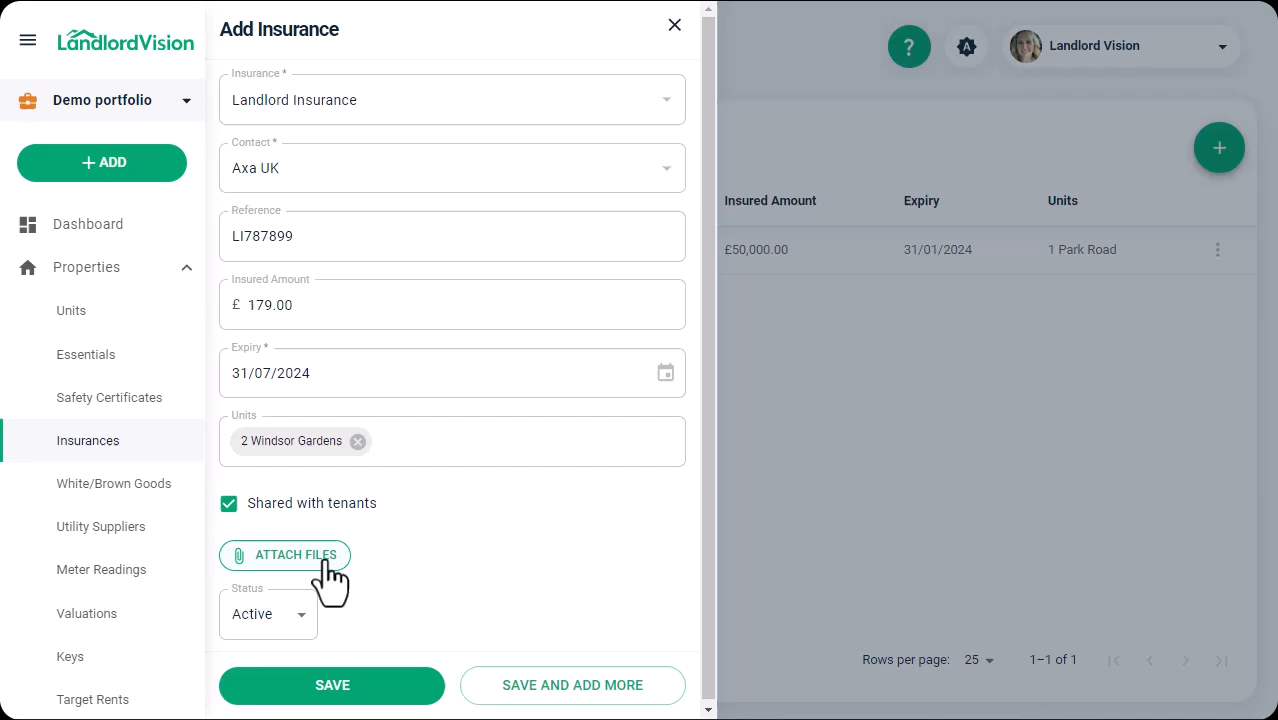 LandlordVision
Demo portfolio
+ ADD
Dashboard
Properties
Units
Essentials
Safety Certificates
Insurances
White/Brown Goods
Utility Suppliers
Meter Readings
Valuations
Keys
Target Rents
Add Insurance
Insurance *
Landlord Insurance
Contact *
Axa UK
Reference
LI787899
Insured Amount
£ 179.00
Expiry *
31/07/2024
Units
2 Windsor Gardens
Shared with tenants
ATTACH FILES
Status
Active
SAVE
SAVE AND ADD MORE
?
A
Landlord Vision
+
Insured Amount Expiry Units
£50,000.00 31/01/2024 1 Park Road
Rows per page: 25 1–1 of 1